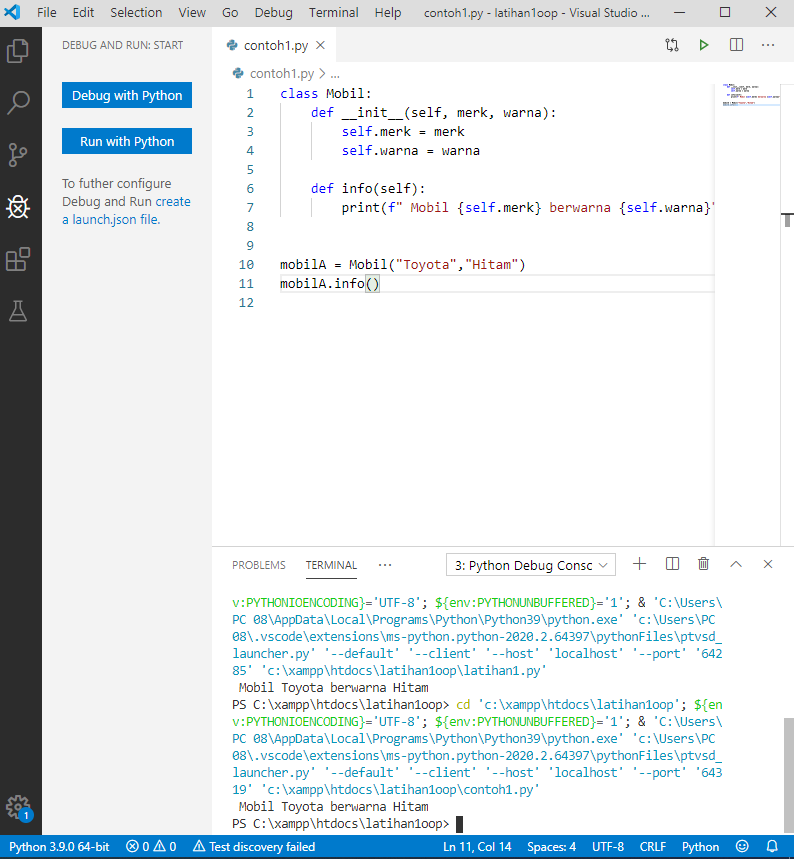 File Edit Selection View Go Debug Terminal Help contoh1.py - latihan1oop - Visual Studio ...
DEBUG AND RUN: START
Debug with Python
Run with Python
To futher configure
Debug and Run create
a launch.json file.
contoh1.py
contoh1.py > ...
1 class Mobil:
2     def __init__(self, merk, warna):
3         self.merk = merk
4         self.warna = warna
5
6     def info(self):
7         print(f" Mobil {self.merk} berwarna {self.warna}"
8
9
10 mobilA = Mobil("Toyota","Hitam")
11 mobilA.info()
12
PROBLEMS TERMINAL ... 3: Python Debug Consc
v:PYTHONIOENCODING}='UTF-8'; ${env:PYTHONUNBUFFERED}='1'; & 'C:\Users\
PC 08\AppData\Local\Programs\Python\Python39\python.exe' 'c:\Users\PC
08\.vscode\extensions\ms-python.python-2020.2.64397\pythonFiles\ptvsd_
launcher.py' '--default' '--client' '--host' 'localhost' '--port' '642
85' 'c:\xampp\htdocs\latihan1oop\latihan1.py'
 Mobil Toyota berwarna Hitam
PS C:\xampp\htdocs\latihan1oop> cd 'c:\xampp\htdocs\latihan1oop'; ${en
v:PYTHONIOENCODING}='UTF-8'; ${env:PYTHONUNBUFFERED}='1'; & 'C:\Users\
PC 08\AppData\Local\Programs\Python\Python39\python.exe' 'c:\Users\PC
08\.vscode\extensions\ms-python.python-2020.2.64397\pythonFiles\ptvsd_
launcher.py' '--default' '--client' '--host' 'localhost' '--port' '643
19' 'c:\xampp\htdocs\latihan1oop\contoh1.py'
 Mobil Toyota berwarna Hitam
PS C:\xampp\htdocs\latihan1oop>
1
Python 3.9.0 64-bit 0 0 Test discovery failed Ln 11, Col 14 Spaces: 4 UTF-8 CRLF Python